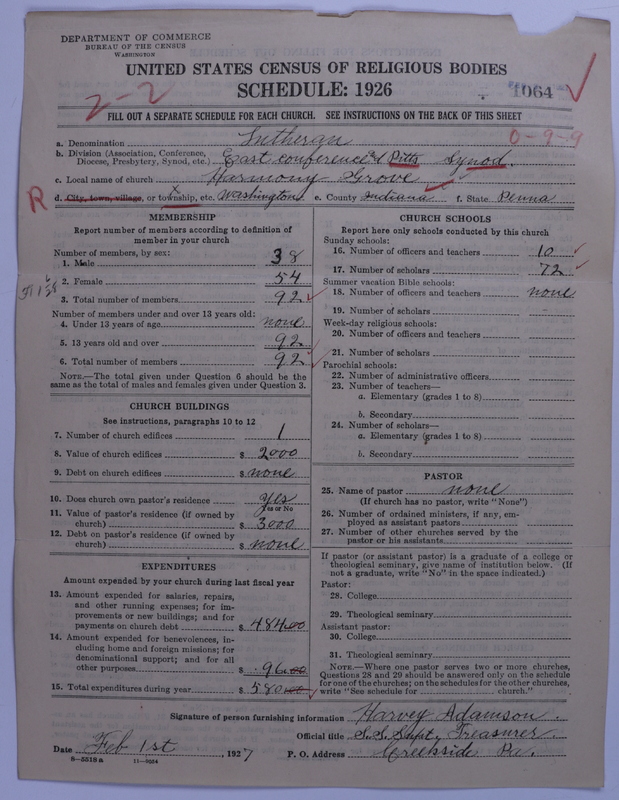 DEPARTMENT OF COMMERCE
BUREAU OF THE CENSUS
WASHINGTON
UNITED STATES CENSUS OF RELIGIOUS BODIES
SCHEDULE: 1926
1064
2-2
FILL OUT A SEPARATE SCHEDULE FOR EACH CHURCH. SEE INSTRUCTIONS ON THE BACK OF THIS SHEET
0-9-9
a. Denomination Lutheran
b. Division (Association, Conference, Diocese, Presbytery, Synod, etc.) East conference of Pitts Synod.
c. Local name of church Harmony Grove
R
d. City, town, village, or township, etc. Washington e. County Indiana f. State Penna
MEMBERSHIP
Report number of members according to definition of
member in your church
Number of members, by sex:
1. Male 38
2. Female 54
3. Total number of members 92
Number of members under and over 13 years old:
4. Under 13 years of age none
5. 13 years old and over 92
6. Total number of members 92
NOTE.—The total given under Question 6 should be the
same as the total of males and females given under Question 3.
CHURCH BUILDINGS
See instructions, paragraphs 10 to 12
7. Number of church edifices 1
8. Value of church edifices $ 2000
9. Debt on church edifices $ none
10. Does church own pastor's residence Yes
Yes or No
11. Value of pastor's residence (if owned by
church) $ 3000
12. Debt on pastor's residence (if owned by
church) $ none
EXPENDITURES
Amount expended by your church during last fiscal year
13. Amount expended for salaries, repairs,
and other running expenses; for im-
provements or new buildings; and for
payments on church debt $ 484.00
14. Amount expended for benevolences, in-
cluding home and foreign missions; for
denominational support; and for all
other purposes $ 96.00
15. Total expenditures during year $ 580.00
CHURCH SCHOOLS
Report here only schools conducted by this church
Sunday schools:
16. Number of officers and teachers 10
17. Number of scholars 72
Summer vacation Bible schools:
18. Number of officers and teachers none
19. Number of scholars
Week-day religious schools:
20. Number of officers and teachers
21. Number of scholars
Parochial schools:
22. Number of administrative officers
23. Number of teachers—
a. Elementary (grades 1 to 8)
b. Secondary
24. Number of scholars—
a. Elementary (grades 1 to 8)
b. Secondary
PASTOR
25. Name of pastor none
(If church has no pastor, write "None")
26. Number of ordained ministers, if any, em-
ployed as assistant pastors
27. Number of other churches served by the
pastor or his assistants
If pastor (or assistant pastor) is a graduate of a college or
theological seminary, give name of institution below. (If
not a graduate, write "No" in the space indicated.)
Pastor:
28. College
29. Theological seminary
Assistant pastor:
30. College
31. Theological seminary
NOTE.—Where one pastor serves two or more churches,
Questions 28 and 29 should be answered only on the schedule
for one of the churches; on the schedules for the other churches,
write "See schedule for church."
Signature of person furnishing information Harvey Adamson.
Official title S.S. Supt, Treasurer
Date Feb 1st, 1927 P. O. Address Creekside Pa.
8-5518 a 11-9054